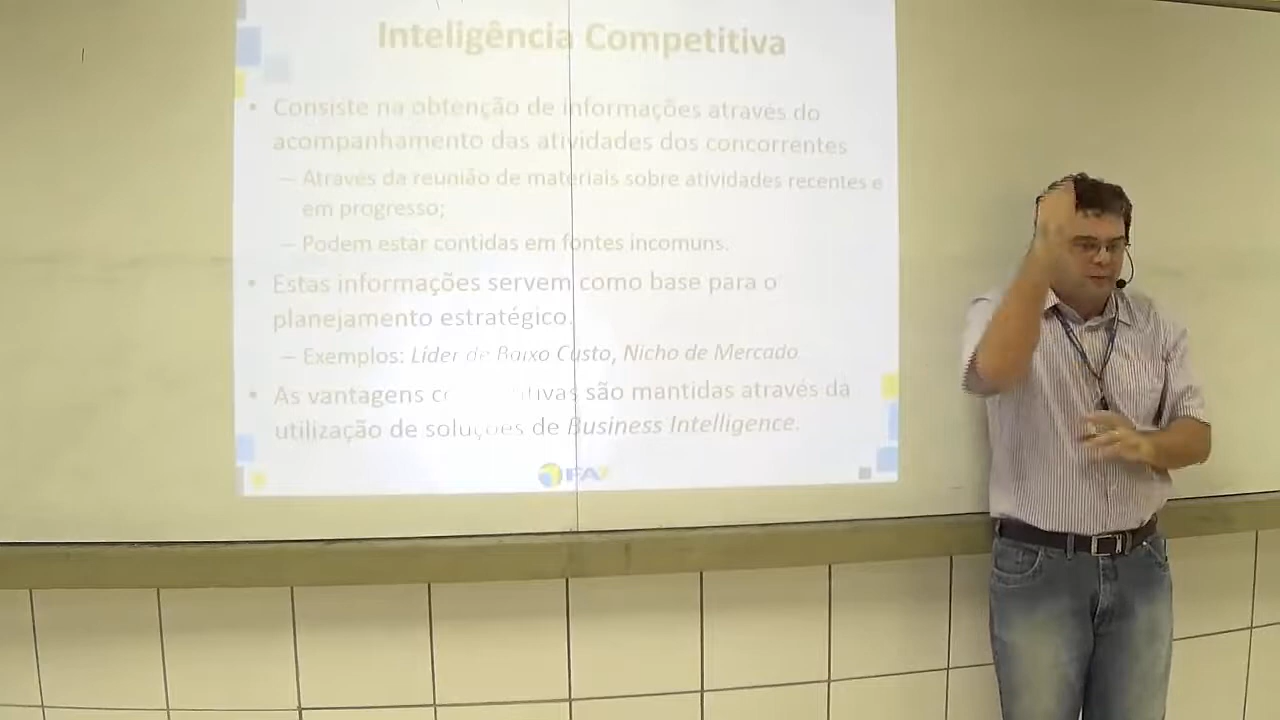 Inteligência Competitiva
• Consiste na obtenção de informações através do
acompanhamento das atividades dos concorrentes
– Através da reunião de materiais sobre atividades recentes e
em progresso;
– Podem estar contidas em fontes incomuns.
• Estas informações servem como base para o
planejamento estratégico.
– Exemplos: Líder de Baixo Custo, Nicho de Mercado
• As vantagens são mantidas através da
utilização de soluções de Business Intelligence.
FA7